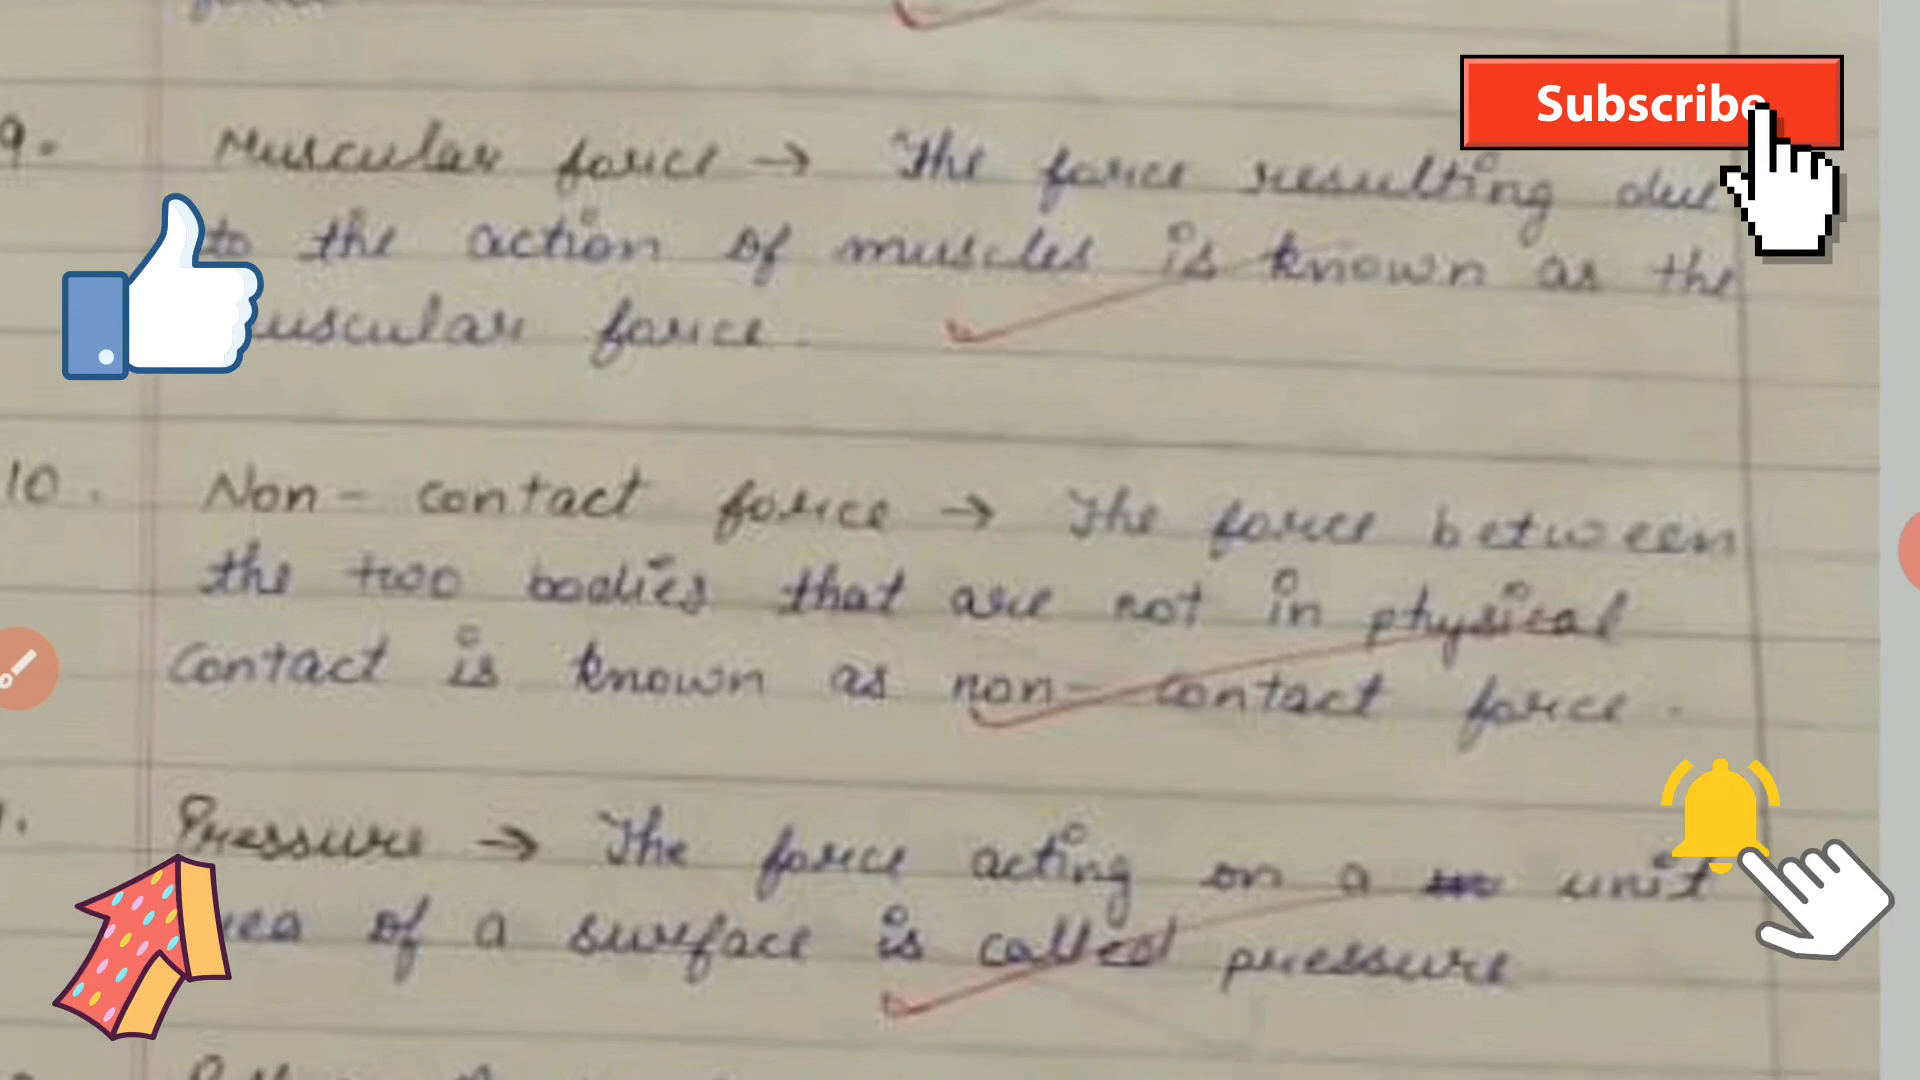 Subscribe
9. Muscular force → The force resulting due
to the action of muscles is known as the
uscular force
10. Non - contact force → The force between
the two bodies that are not in physical
contact is known as non - contact force.
Pressure → The force acting on a unit
of a surface is called pressure